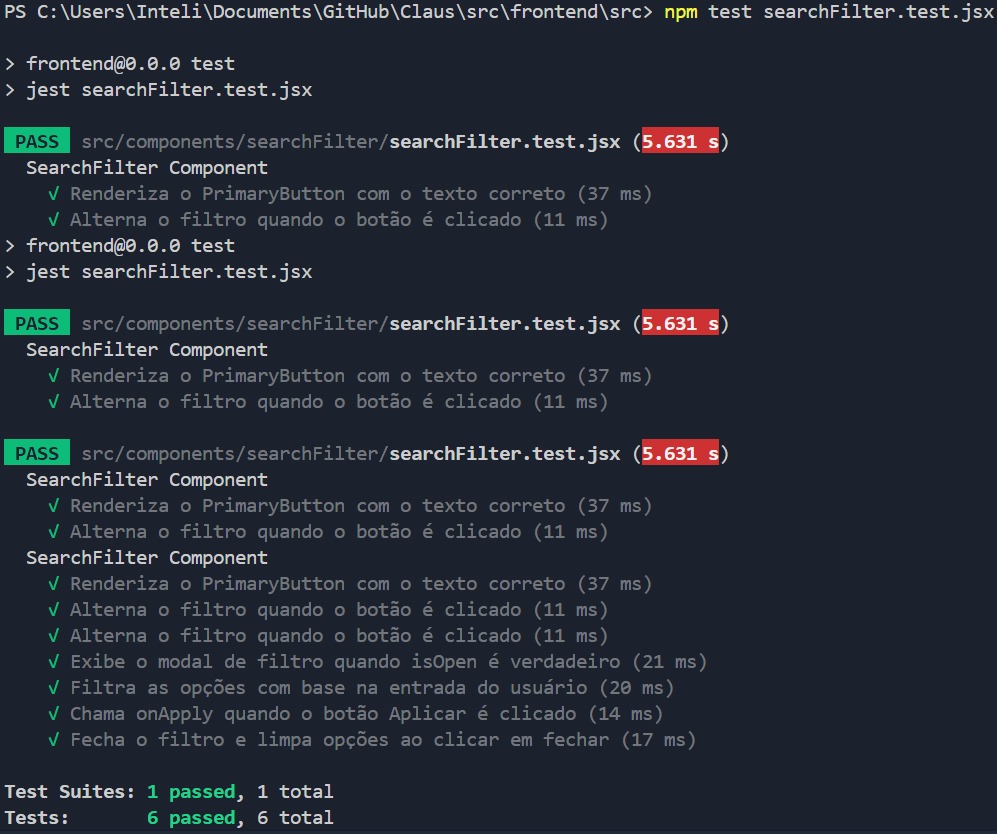 PS C:\Users\Inteli\Documents\GitHub\Claus\src\frontend\src> npm test searchFilter.test.jsx
> frontend@0.0.0 test
> jest searchFilter.test.jsx
PASS src/components/searchFilter/searchFilter.test.jsx (5.631 s)
SearchFilter Component
√ Renderiza o PrimaryButton com o texto correto (37 ms)
√ Alterna o filtro quando o botão é clicado (11 ms)
> frontend@0.0.0 test
> jest searchFilter.test.jsx
PASS src/components/searchFilter/searchFilter.test.jsx (5.631 s)
SearchFilter Component
√ Renderiza o PrimaryButton com o texto correto (37 ms)
√ Alterna o filtro quando o botão é clicado (11 ms)
PASS src/components/searchFilter/searchFilter.test.jsx (5.631 s)
SearchFilter Component
√ Renderiza o PrimaryButton com o texto correto (37 ms)
√ Alterna o filtro quando o botão é clicado (11 ms)
SearchFilter Component
√ Renderiza o PrimaryButton com o texto correto (37 ms)
√ Alterna o filtro quando o botão é clicado (11 ms)
√ Alterna o filtro quando o botão é clicado (11 ms)
√ Exibe o modal de filtro quando isOpen é verdadeiro (21 ms)
√ Filtra as opções com base na entrada do usuário (20 ms)
√ Chama onApply quando o botão Aplicar é clicado (14 ms)
√ Fecha o filtro e limpa opções ao clicar em fechar (17 ms)
Test Suites: 1 passed, 1 total
Tests: 6 passed, 6 total